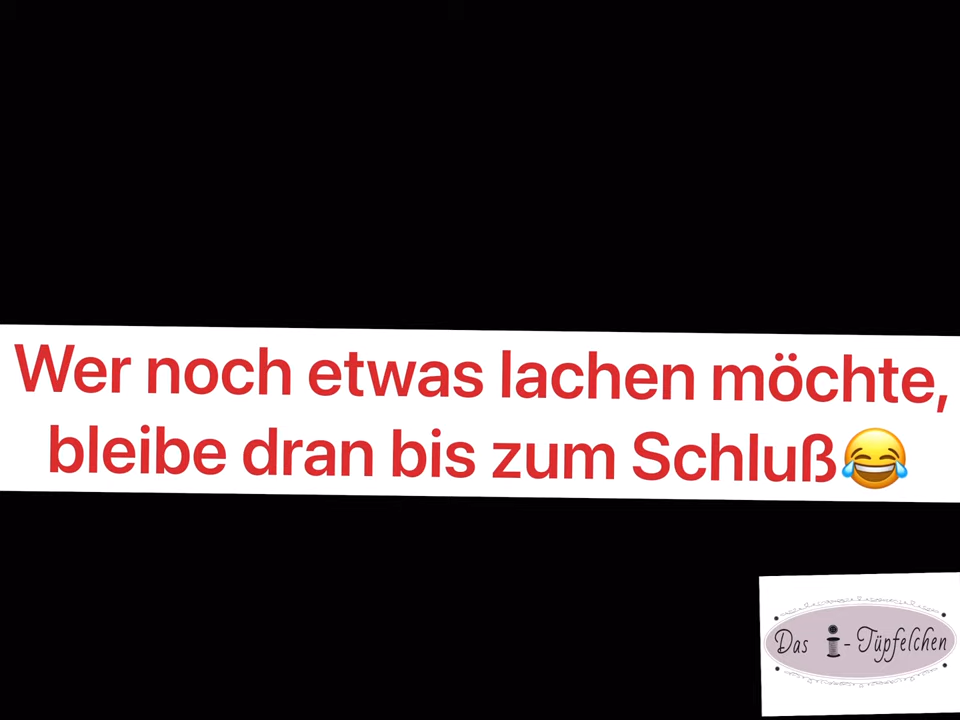 Wer noch etwas lachen möchte,
bleibe dran bis zum Schluß😂
Das i-Tüpfelchen